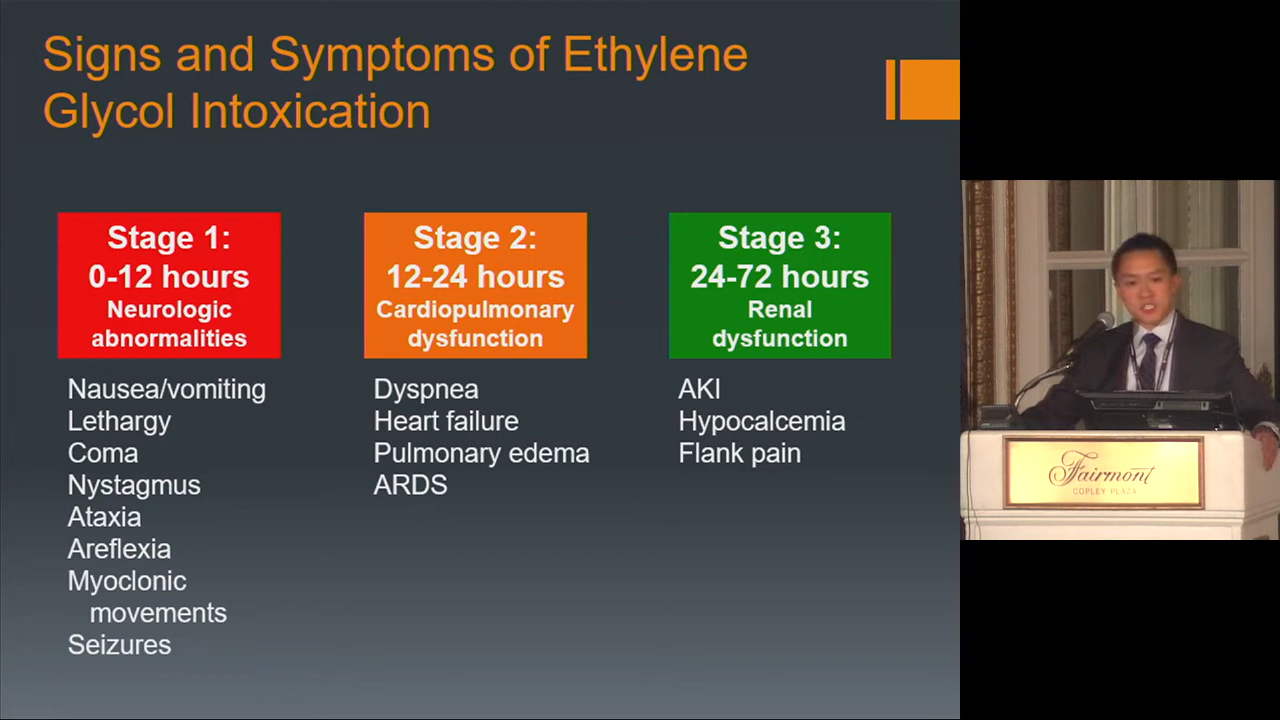 Signs and Symptoms of Ethylene
Glycol Intoxication
Stage 1:
0-12 hours
Neurologic
abnormalities
Nausea/vomiting
Lethargy
Coma
Nystagmus
Ataxia
Areflexia
Myoclonic
movements
Seizures
Stage 2:
12-24 hours
Cardiopulmonary
dysfunction
Dyspnea
Heart failure
Pulmonary edema
ARDS
Stage 3:
24-72 hours
Renal
dysfunction
AKI
Hypocalcemia
Flank pain
Fairmont
COPLEY PLAZA